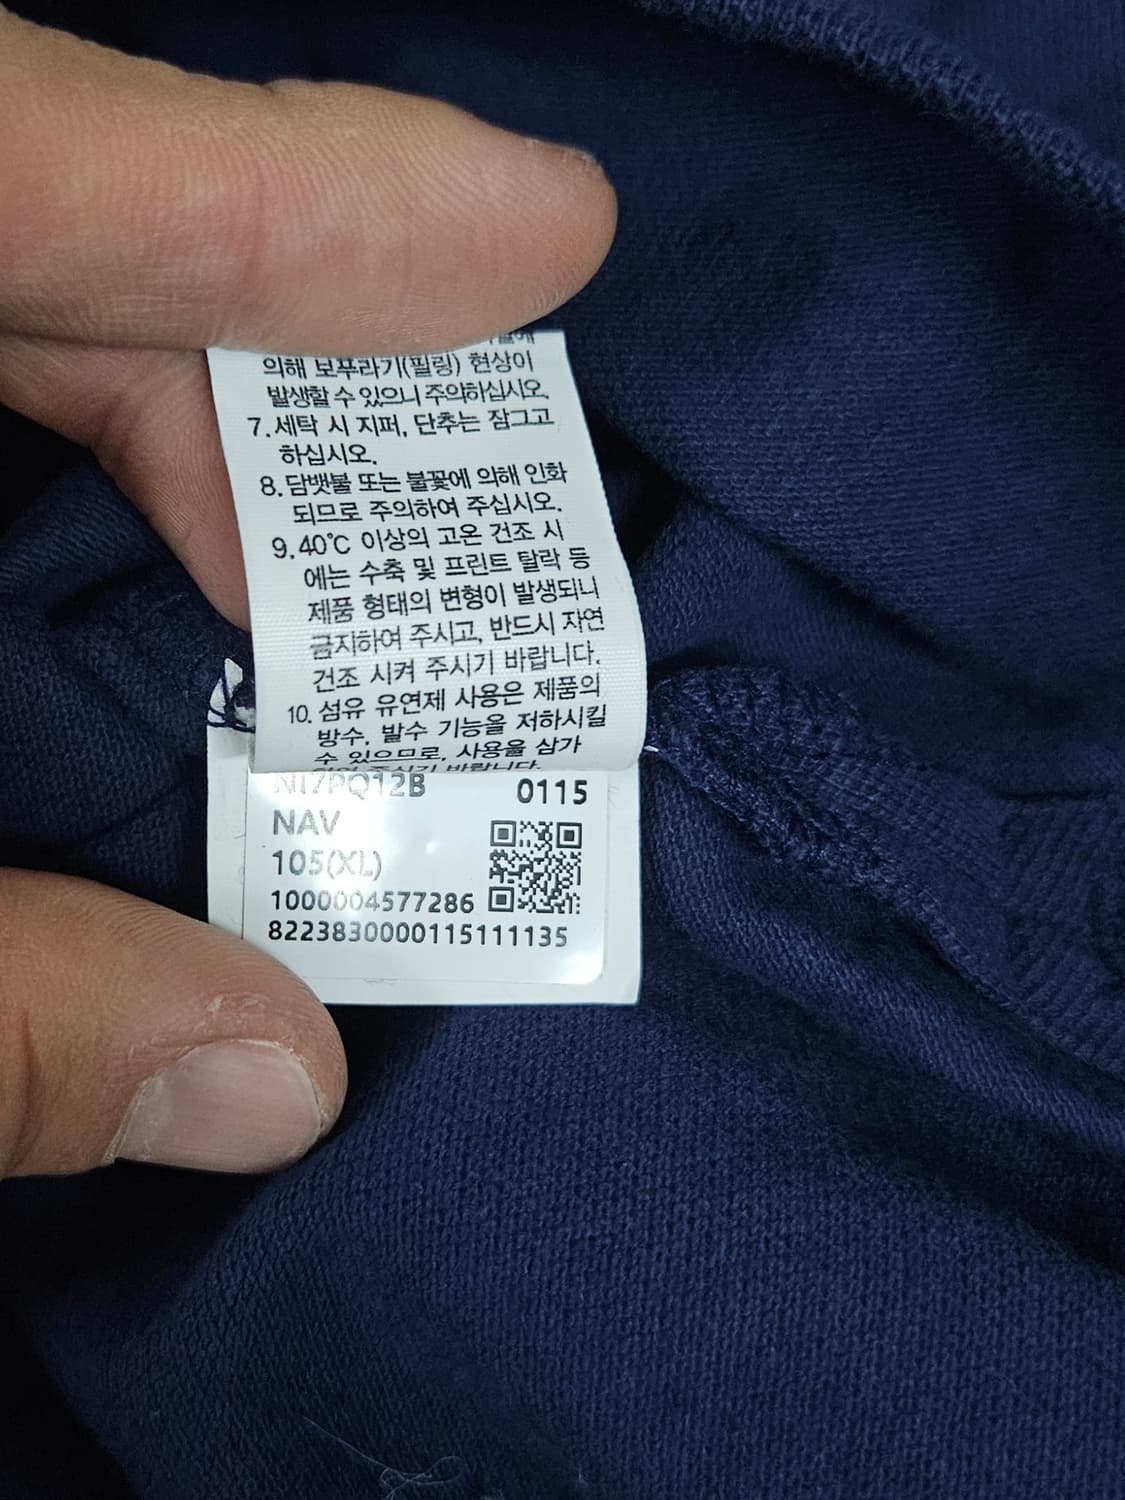 의해 보푸라기(필링) 현상이
발생할 수 있으니 주의하십시오.
7. 세탁 시 지퍼, 단추는 잠그고
하십시오.
8. 담뱃불 또는 불꽃에 의해 인화
되므로 주의하여 주십시오.
9. 40℃ 이상의 고온 건조 시
에는 수축 및 프린트 탈락 등
제품 형태의 변형이 발생되니
금지하여 주시고, 반드시 자연
건조 시켜 주시기 바랍니다.
10. 섬유 유연제 사용은 제품의
방수, 발수 기능을 저하시킬
수 있으므로, 사용을 삼가
주시기 바랍니다.
NI7PQ12B 0115
NAV
105(XL)
1000004577286
8223830000115111135